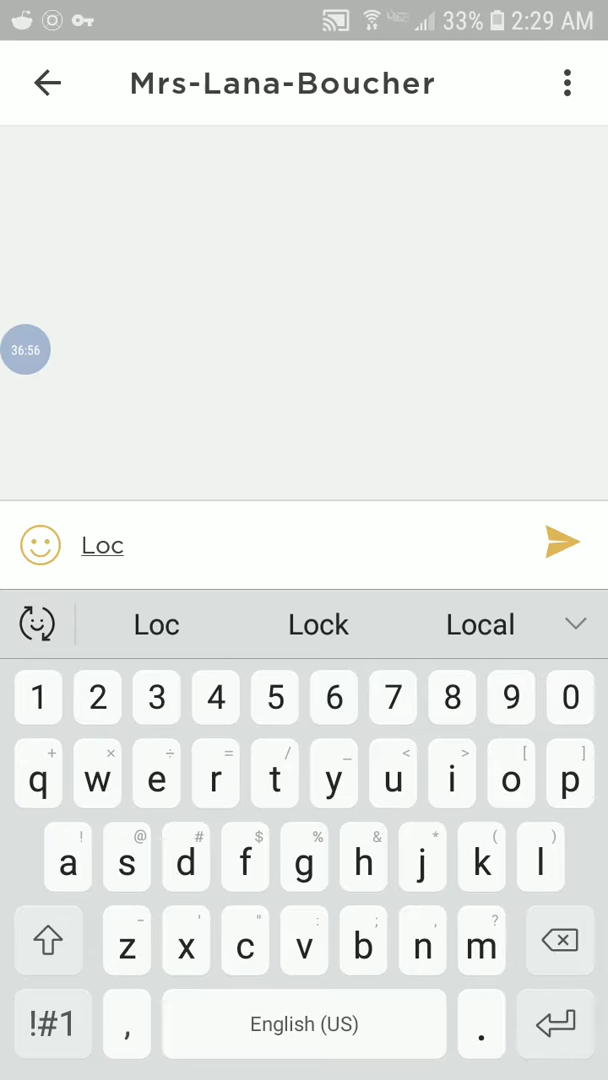 33% 2:29 AM
Mrs-Lana-Boucher
36:56
Loc
Loc Lock Local
1 2 3 4 5 6 7 8 9 0
+ × ÷ = / _ < > [ ]
q w e r t y u i o p
! @ # $ % & * ( )
a s d f g h j k l
- ' " : ; , ?
z x c v b n m
!#1 , English (US) .